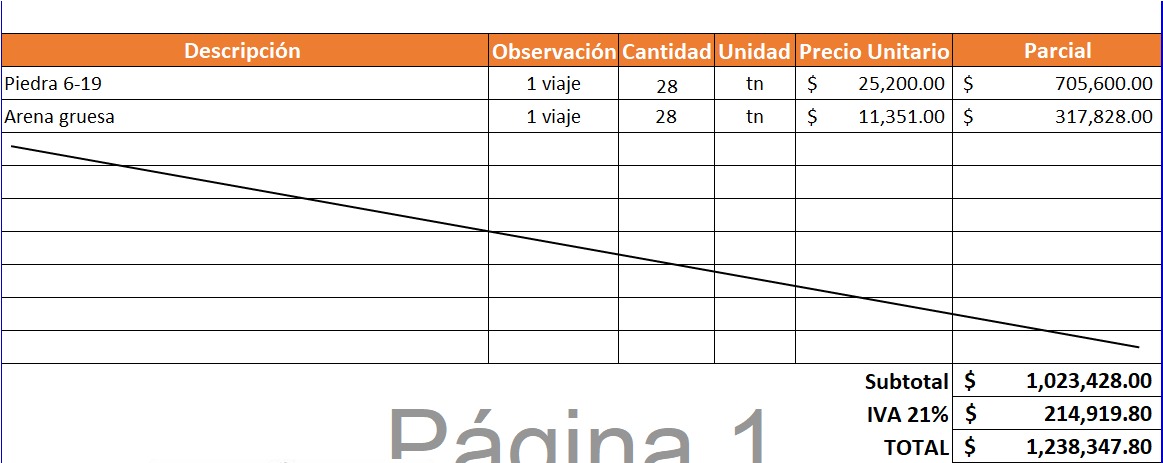 Descripción Observación Cantidad Unidad Precio Unitario Parcial
Piedra 6-19 1 viaje 28 tn $ 25,200.00 $ 705,600.00
Arena gruesa 1 viaje 28 tn $ 11,351.00 $ 317,828.00
Subtotal $ 1,023,428.00
IVA 21% $ 214,919.80
TOTAL $ 1,238,347.80
Página 1